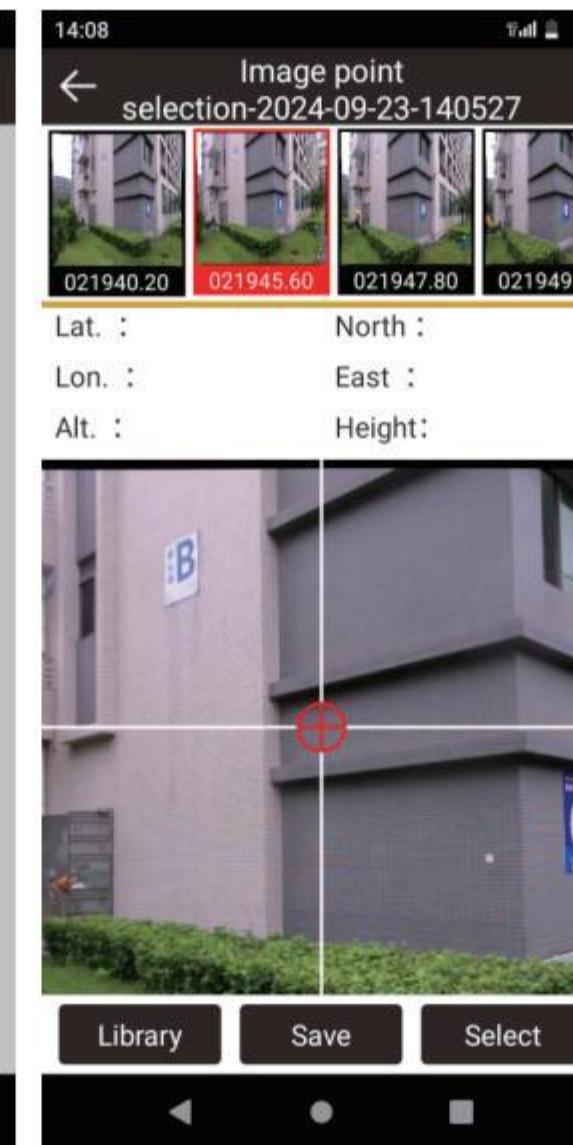 14:08
Image point
selection-2024-09-23-140527
021940.20 021945.60 021947.80 021949
Lat. : North :
Lon. : East :
Alt. : Height:
B
Library Save Select